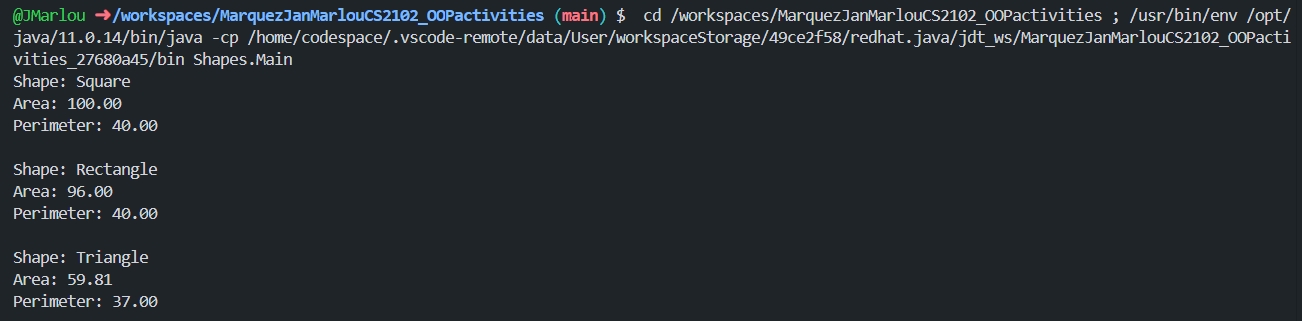 @JMarlou ➜/workspaces/MarquezJanMarlouCS2102_OOPactivities (main) $  cd /workspaces/MarquezJanMarlouCS2102_OOPactivities ; /usr/bin/env /opt/
java/11.0.14/bin/java -cp /home/codespace/.vscode-remote/data/User/workspaceStorage/49ce2f58/redhat.java/jdt_ws/MarquezJanMarlouCS2102_OOPacti
vities_27680a45/bin Shapes.Main
Shape: Square
Area: 100.00
Perimeter: 40.00

Shape: Rectangle
Area: 96.00
Perimeter: 40.00

Shape: Triangle
Area: 59.81
Perimeter: 37.00